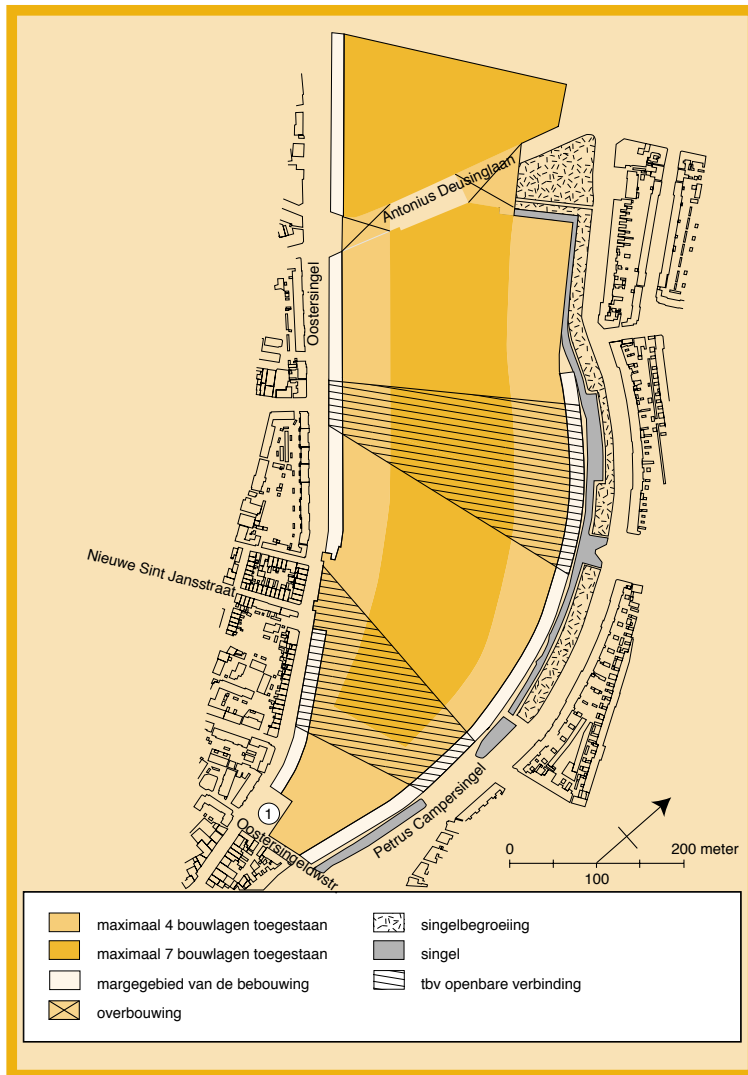 Antonius Deusinglaan
Oostersingel
Nieuwe Sint Jansstraat
1
Oostersingeldwstr
Petrus Campersingel
0
200 meter
100
maximaal 4 bouwlagen toegestaan
maximaal 7 bouwlagen toegestaan
margegebied van de bebouwing
overbouwing
singelbegroeiing
singel
tbv openbare verbinding